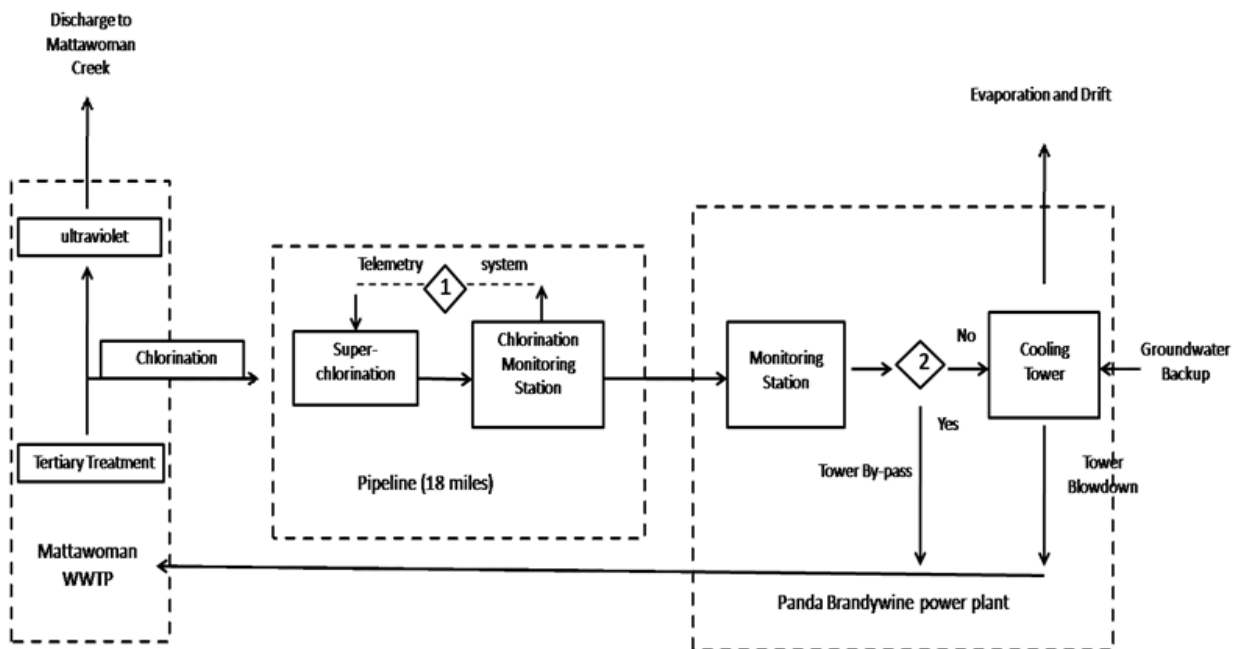 Discharge to
Mattawoman
Creek
Evaporation and Drift
ultraviolet
Telemetry
system
1
Chlorination
Super-
chlorination
Chlorination
Monitoring
Station
Monitoring
Station
2
No
Cooling
Tower
Groundwater
Backup
Yes
Tertiary Treatment
Pipeline (18 miles)
Tower By-pass
Tower
Blowdown
Mattawoman
WWTP
Panda Brandywine power plant